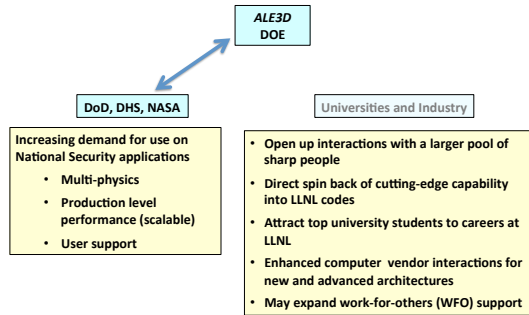 ALE3D
DOE
DoD, DHS, NASA
Increasing demand for use on
National Security applications
• Multi-physics
• Production level
performance (scalable)
• User support
Universities and Industry
• Open up interactions with a larger pool of
sharp people
• Direct spin back of cutting-edge capability
into LLNL codes
• Attract top university students to careers at
LLNL
• Enhanced computer vendor interactions for
new and advanced architectures
• May expand work-for-others (WFO) support